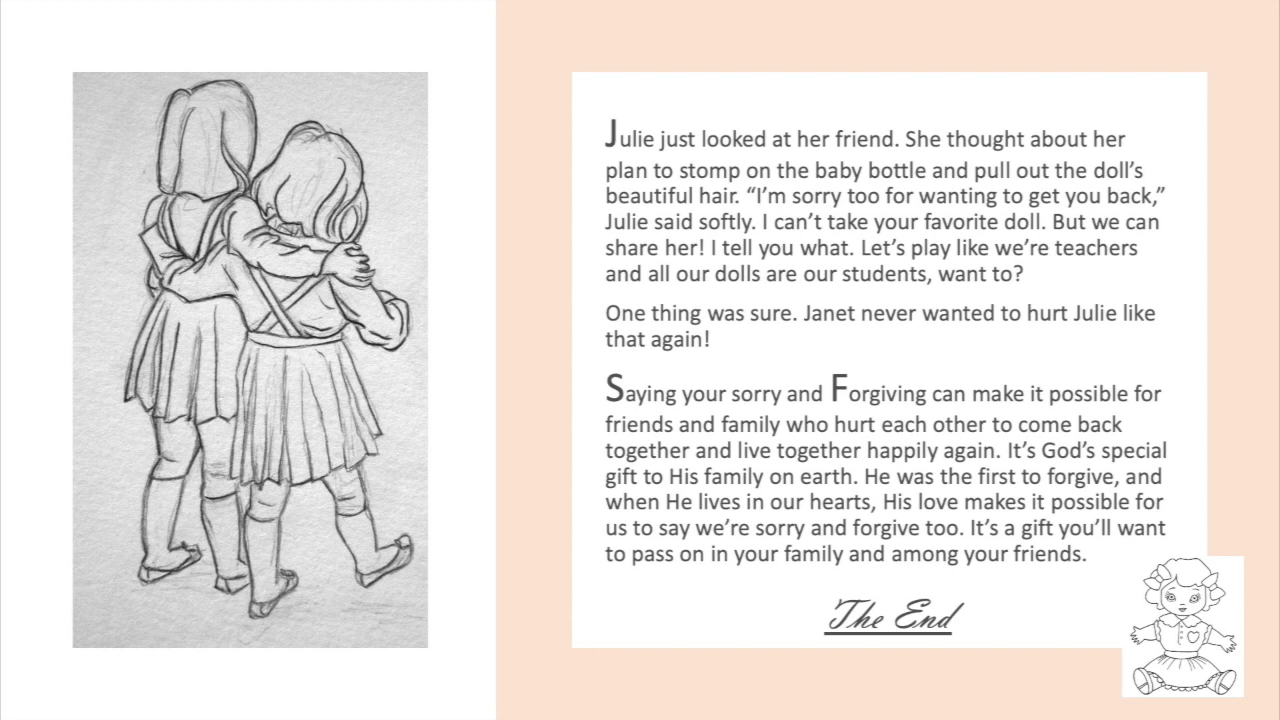 Julie just looked at her friend. She thought about her
plan to stomp on the baby bottle and pull out the doll’s
beautiful hair. “I’m sorry too for wanting to get you back,”
Julie said softly. I can’t take your favorite doll. But we can
share her! I tell you what. Let’s play like we’re teachers
and all our dolls are our students, want to?
One thing was sure. Janet never wanted to hurt Julie like
that again!
Saying your sorry and Forgiving can make it possible for
friends and family who hurt each other to come back
together and live together happily again. It’s God’s special
gift to His family on earth. He was the first to forgive, and
when He lives in our hearts, His love makes it possible for
us to say we’re sorry and forgive too. It’s a gift you’ll want
to pass on in your family and among your friends.
The End